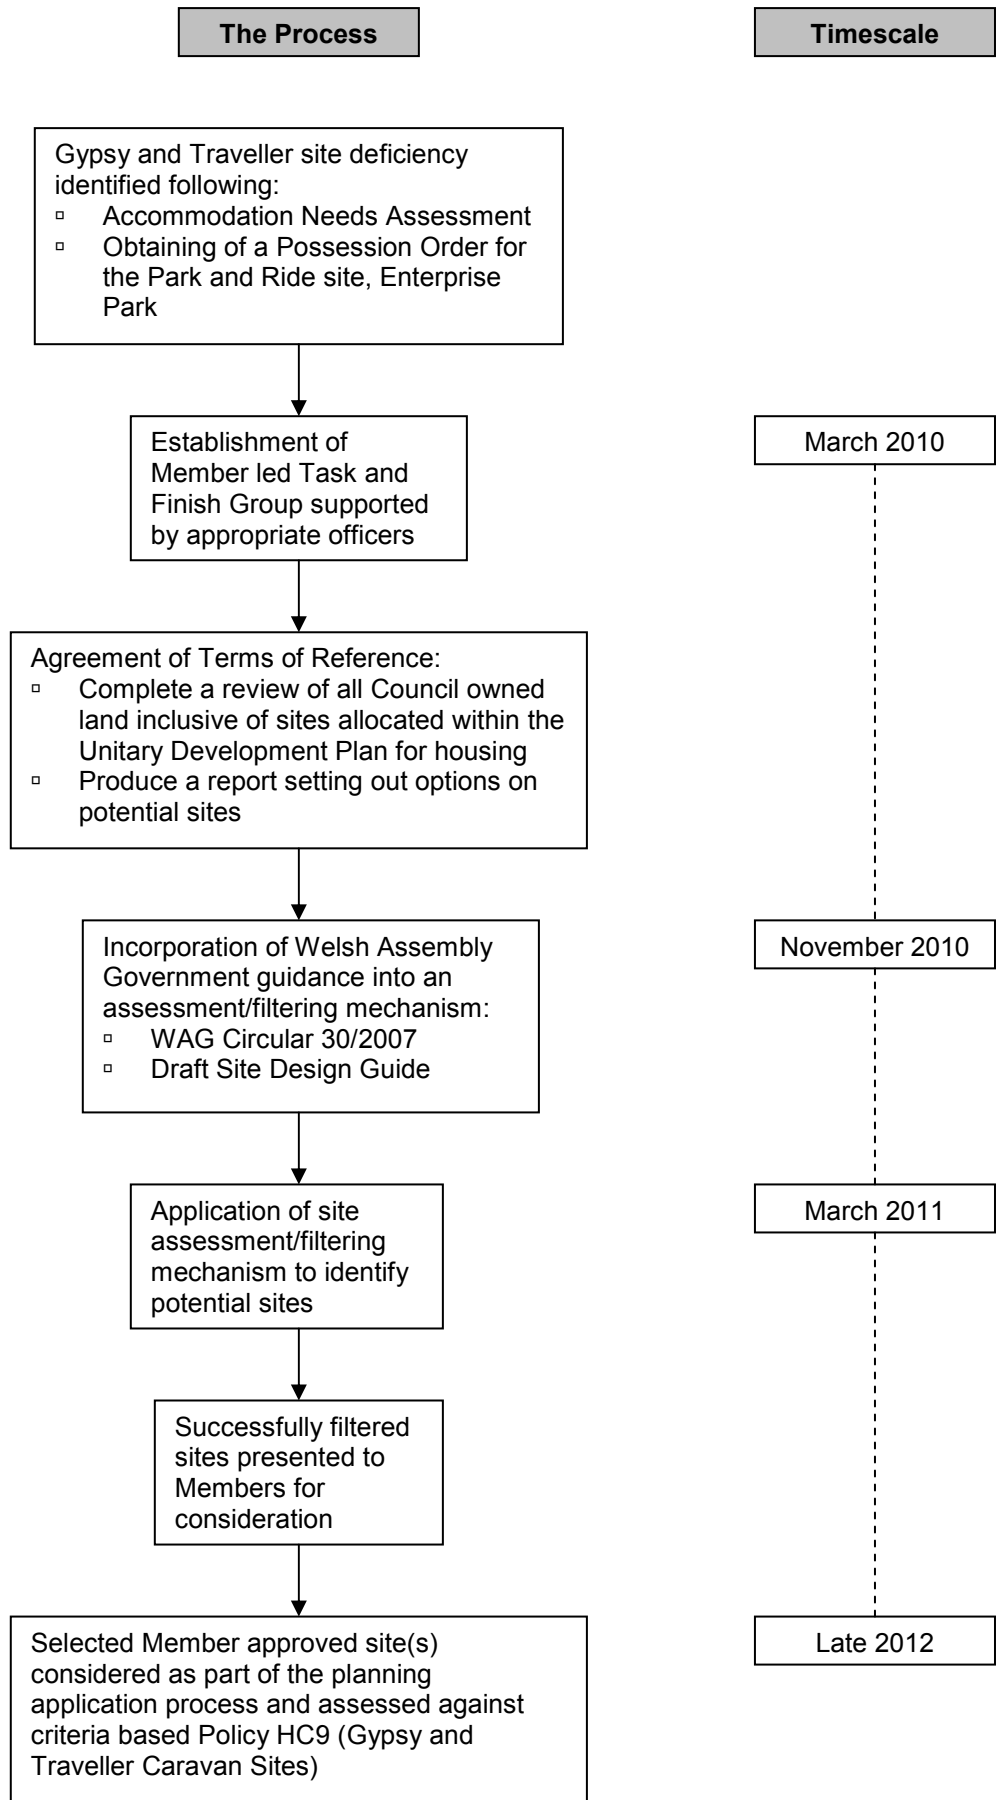 The Process
Timescale
Gypsy and Traveller site deficiency
identified following:
▫ Accommodation Needs Assessment
▫ Obtaining of a Possession Order for
the Park and Ride site, Enterprise
Park
Establishment of
Member led Task and
Finish Group supported
by appropriate officers
March 2010
Agreement of Terms of Reference:
▫ Complete a review of all Council owned
land inclusive of sites allocated within the
Unitary Development Plan for housing
▫ Produce a report setting out options on
potential sites
Incorporation of Welsh Assembly
Government guidance into an
assessment/filtering mechanism:
▫ WAG Circular 30/2007
▫ Draft Site Design Guide
November 2010
Application of site
assessment/filtering
mechanism to identify
potential sites
March 2011
Successfully filtered
sites presented to
Members for
consideration
Selected Member approved site(s)
considered as part of the planning
application process and assessed against
criteria based Policy HC9 (Gypsy and
Traveller Caravan Sites)
Late 2012